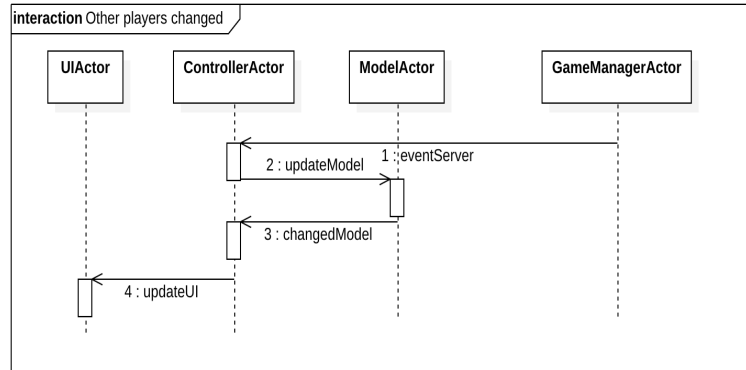 interaction Other players changed
UIActor
ControllerActor
ModelActor
GameManagerActor
1 : eventServer
2 : updateModel
3 : changedModel
4 : updateUI